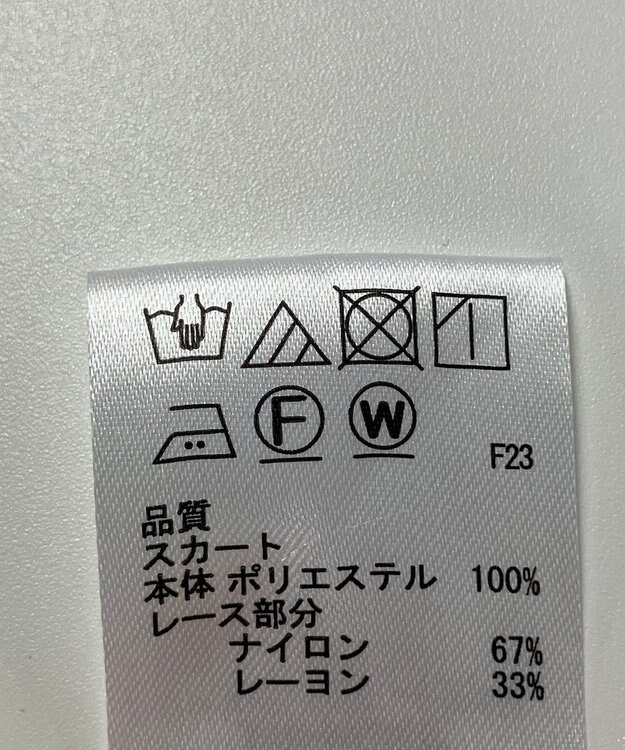 F W F23
品質
スカート
本体 ポリエステル 100%
レース部分
ナイロン 67%
レーヨン 33%